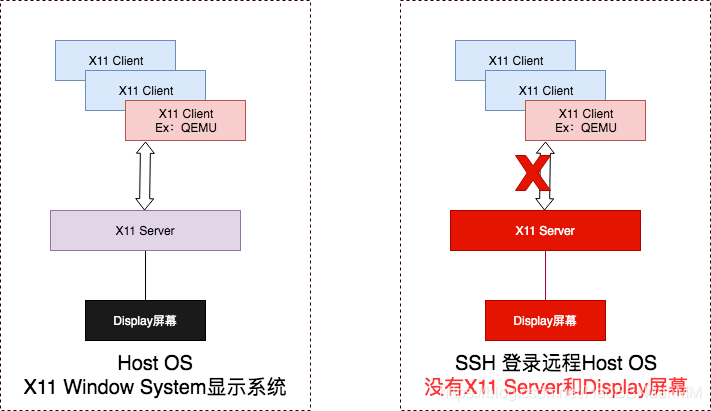 X11 Client
X11 Client
X11 Client
Ex：QEMU
X11 Server
Display屏幕
Host OS
X11 Window System显示系统
X11 Client
X11 Client
X11 Client
Ex：QEMU
X
X11 Server
Display屏幕
SSH 登录远程Host OS
没有X11 Server和Display屏幕